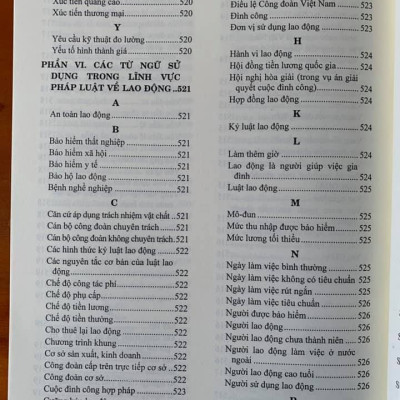 Xúc tiến quảng cáo 520
Xúc tiến thương mại 520
Y
Yêu cầu kỹ thuật đo lường 520
Yếu tố hình thành giá 520
PHẦN VI. CÁC TỪ NGỮ SỬ
DỤNG TRONG LĨNH VỰC
PHÁP LUẬT VỀ LAO ĐỘNG ..521
A
An toàn lao động 521
B
Bảo hiểm thất nghiệp 521
Bảo hiểm xã hội 521
Bảo hiểm y tế 521
Bảo hộ lao động 521
Bệnh nghề nghiệp 521
C
Căn cứ áp dụng trách nhiệm vật chất ..521
Cán bộ công đoàn chuyên trách 521
Cán bộ công đoàn không chuyên trách .521
Các hình thức kỷ luật lao động 522
Các nguyên tắc cơ bản của luật lao
động 522
Chế độ công tác phí 522
Chế độ phụ cấp 522
Chế độ tiền lương 522
Chế độ tiền thưởng 522
Cho thuê lại lao động 522
Chương trình khung 522
Cơ sở sản xuất, kinh doanh 522
Công đoàn cấp trên trực tiếp cơ sở ..522
Công đoàn cơ sở 522
Cuộc đình công hợp pháp 522
Điều lệ Công đoàn Việt Nam 523
Đình công 523
Đơn vị sử dụng lao động 523
H
Hành vi lao động 524
Hội đồng tiền lương quốc gia 524
Hội nghị hòa giải (trong vụ án giải
quyết cuộc đình công) 524
Hợp đồng lao động 524
K
Kỷ luật lao động 524
L
Làm thêm giờ 524
Lao động là người giúp việc gia
đình 524
Luật lao động 525
M
Mô-đun 525
Mức thu nhập được bảo hiểm 525
Mức lương tối thiểu 525
N
Ngày làm việc bình thường 525
Ngày làm việc không có tiêu chuẩn 525
Ngày làm việc rút ngắn 525
Ngày làm việc tiêu chuẩn 526
Người được bảo hiểm 526
Người lao động 526
Người lao động chưa thành niên 526
Người lao động làm việc ở nước
ngoài 526
Người lao động cao tuổi 526
Người sử dụng lao động 526